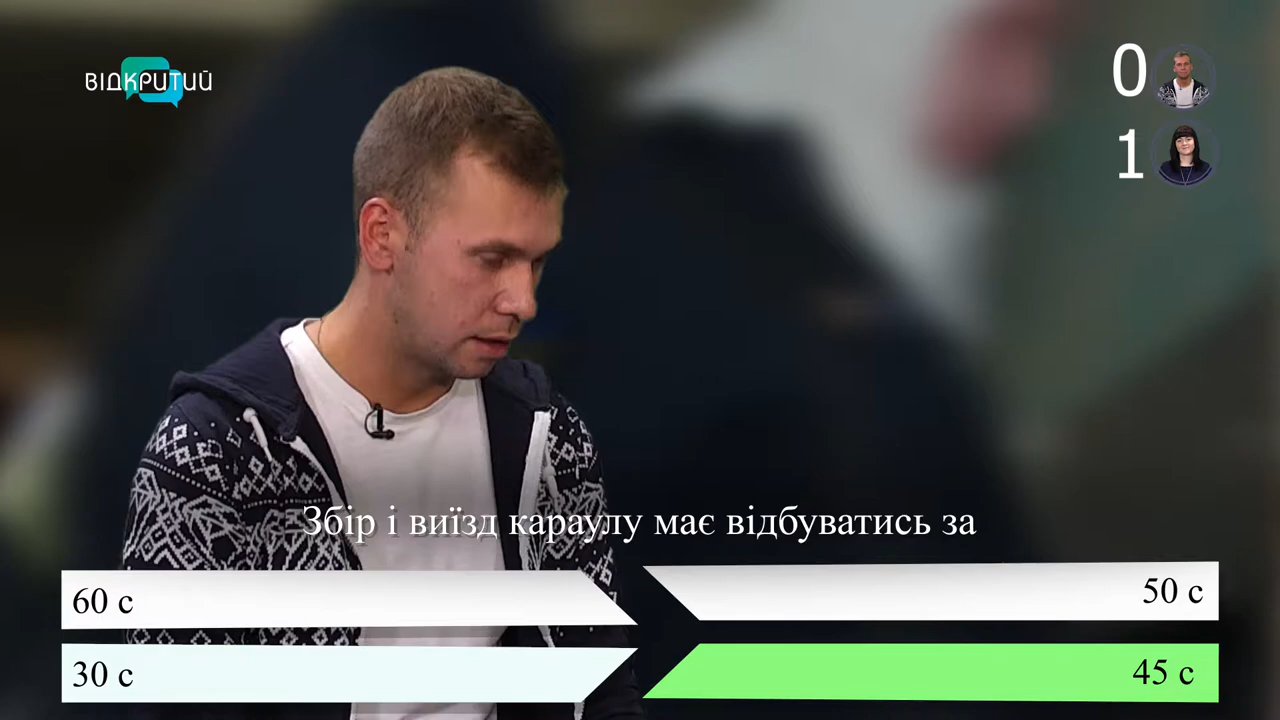 ВІДКРИТИЙ
0
1
Збір і виїзд караулу має відбуватись за
60 с
50 с
30 с
45 с